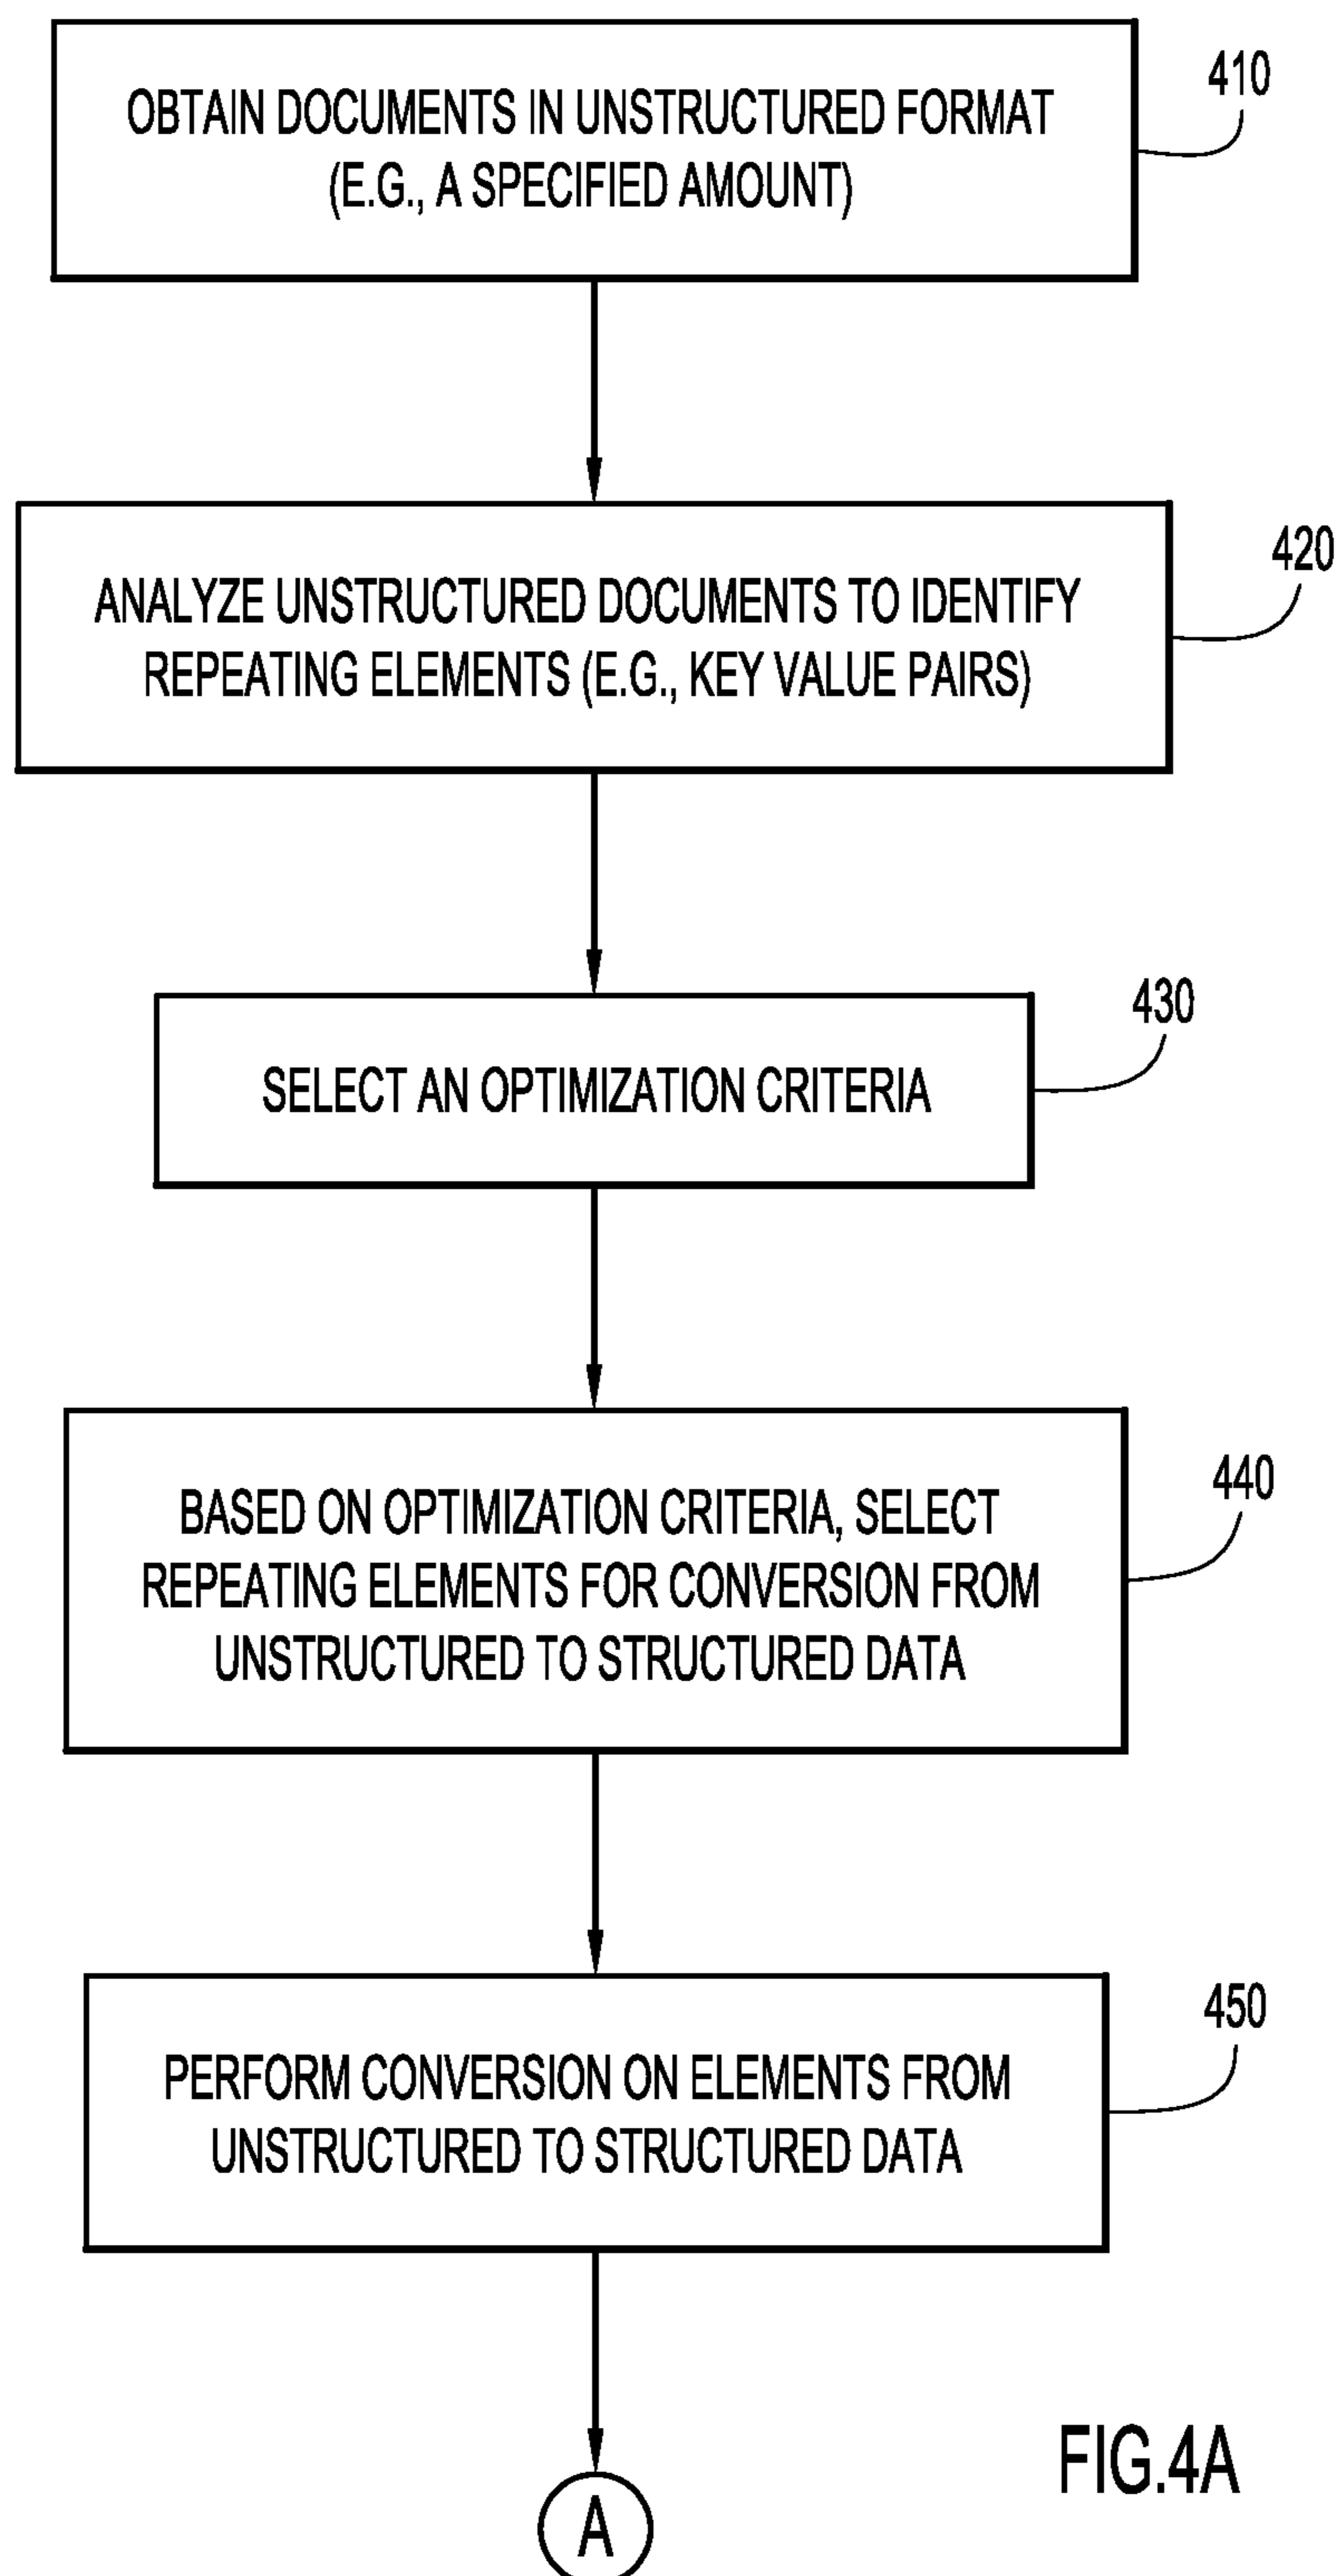 OBTAIN DOCUMENTS IN UNSTRUCTURED FORMAT
(E.G., A SPECIFIED AMOUNT)
410
ANALYZE UNSTRUCTURED DOCUMENTS TO IDENTIFY
REPEATING ELEMENTS (E.G., KEY VALUE PAIRS)
420
SELECT AN OPTIMIZATION CRITERIA
430
BASED ON OPTIMIZATION CRITERIA, SELECT
REPEATING ELEMENTS FOR CONVERSION FROM
UNSTRUCTURED TO STRUCTURED DATA
440
PERFORM CONVERSION ON ELEMENTS FROM
UNSTRUCTURED TO STRUCTURED DATA
450
A
FIG.4A